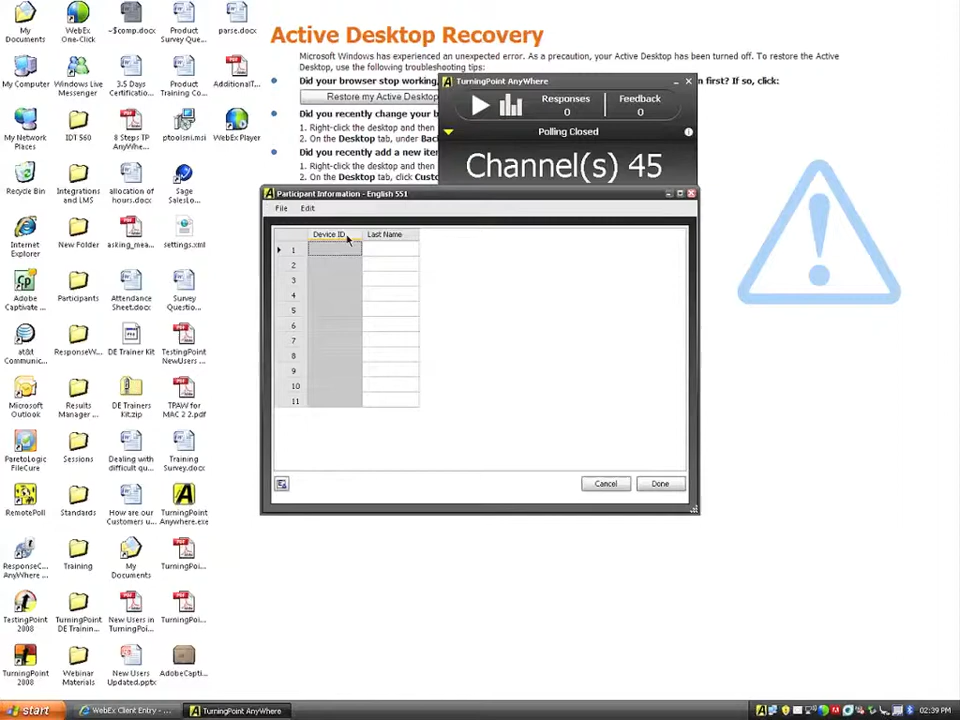 My Documents
WebEx One-Click
~$comp.docx
Product Survey Que...
parse.docx
My Computer
Windows Live Messenger
3.5 Days Certificatio...
Product Training Co...
AdditionalT...
My Network Places
IDT 560
8 Steps TP AnyWhe...
ptoolsni.msi
WebEx Player
Recycle Bin
Integrations and LMS
allocation of hours.docx
Sage SalesLo...
Internet Explorer
New Folder
asking_mea...
settings.xml
Adobe Captivate ...
Participants
Attendance Sheet.docx
Survey Questio...
at&t Communic...
ResponseW...
DE Trainer Kit
TestingPoint NewUsers ...
Microsoft Outlook
Results Manager ...
DE Trainers Kit.zip
TPAW for MAC 2 2.pdf
ParetoLogic FileCure
Sessions
Dealing with difficult qu...
Training Survey.docx
RemotePoll
Standards
How are our Customers u...
TurningPoint Anywhere.exe
ResponseC... AnyWhere ...
Training
My Documents
TurningPoi...
TestingPoint 2008
TurningPoint DE Trainin...
New Users in TurningPo...
TurningPoi...
TurningPoint 2008
Webinar Materials
New Users Updated.pptx
AdobeCapti...
Active Desktop Recovery
Microsoft Windows has experienced an unexpected error. As a precaution, your Active Desktop has been turned off. To restore the Active
Desktop, use the following troubleshooting tips:
Did your browser stop working,
n first? If so, click:
Restore my Active Desktop
Did you recently change your b
1. Right-click the desktop and then
2. On the Desktop tab, under Bac
Did you recently add a new iter
1. Right-click the desktop and then
2. On the Desktop tab, click Custo
TurningPoint AnyWhere
Responses
0
Feedback
0
Polling Closed
Channel(s) 45
Participant Information - English 551
File Edit
Device ID Last Name
1
2
3
4
5
6
7
8
9
10
11
Cancel Done
start
WebEx Client Entry - ...
TurningPoint AnyWhere
02:39 PM